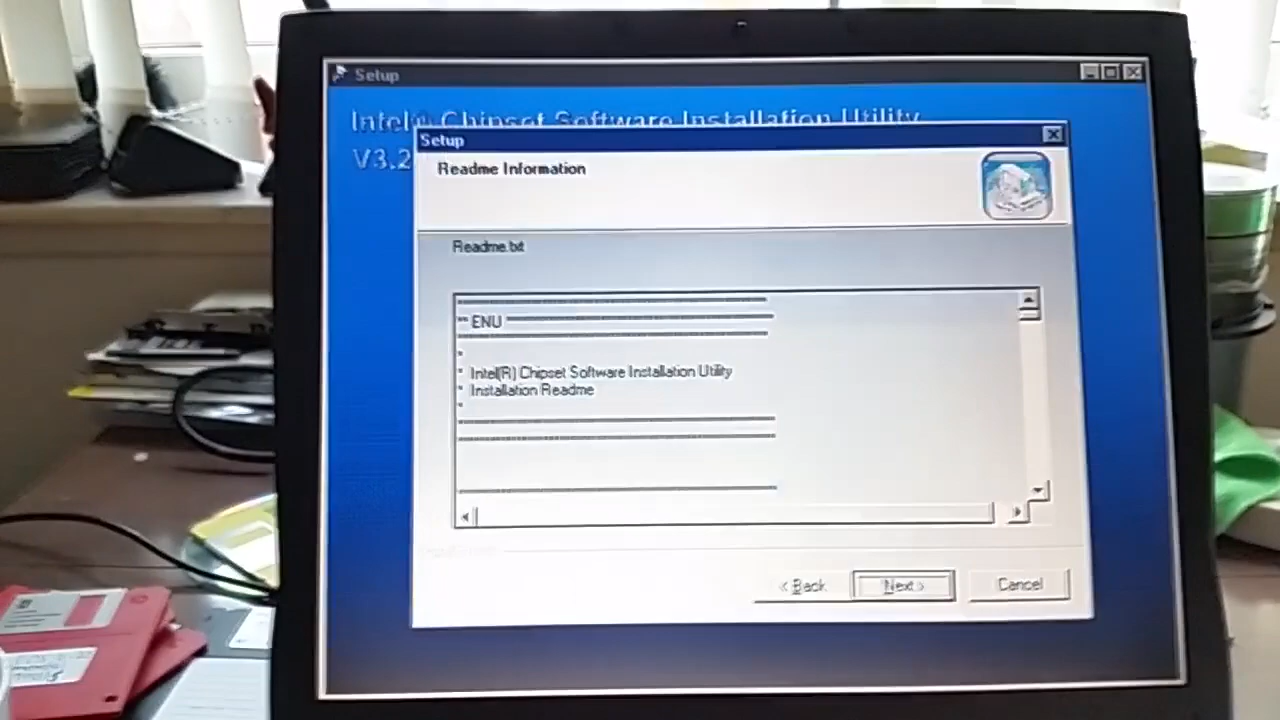 Setup
Intel® Chipset Software Installation Utility
V3.2
Setup
Readme Information
Readme.txt
** ENU
*
* Intel(R) Chipset Software Installation Utility
* Installation Readme
*
< Back
Next >
Cancel